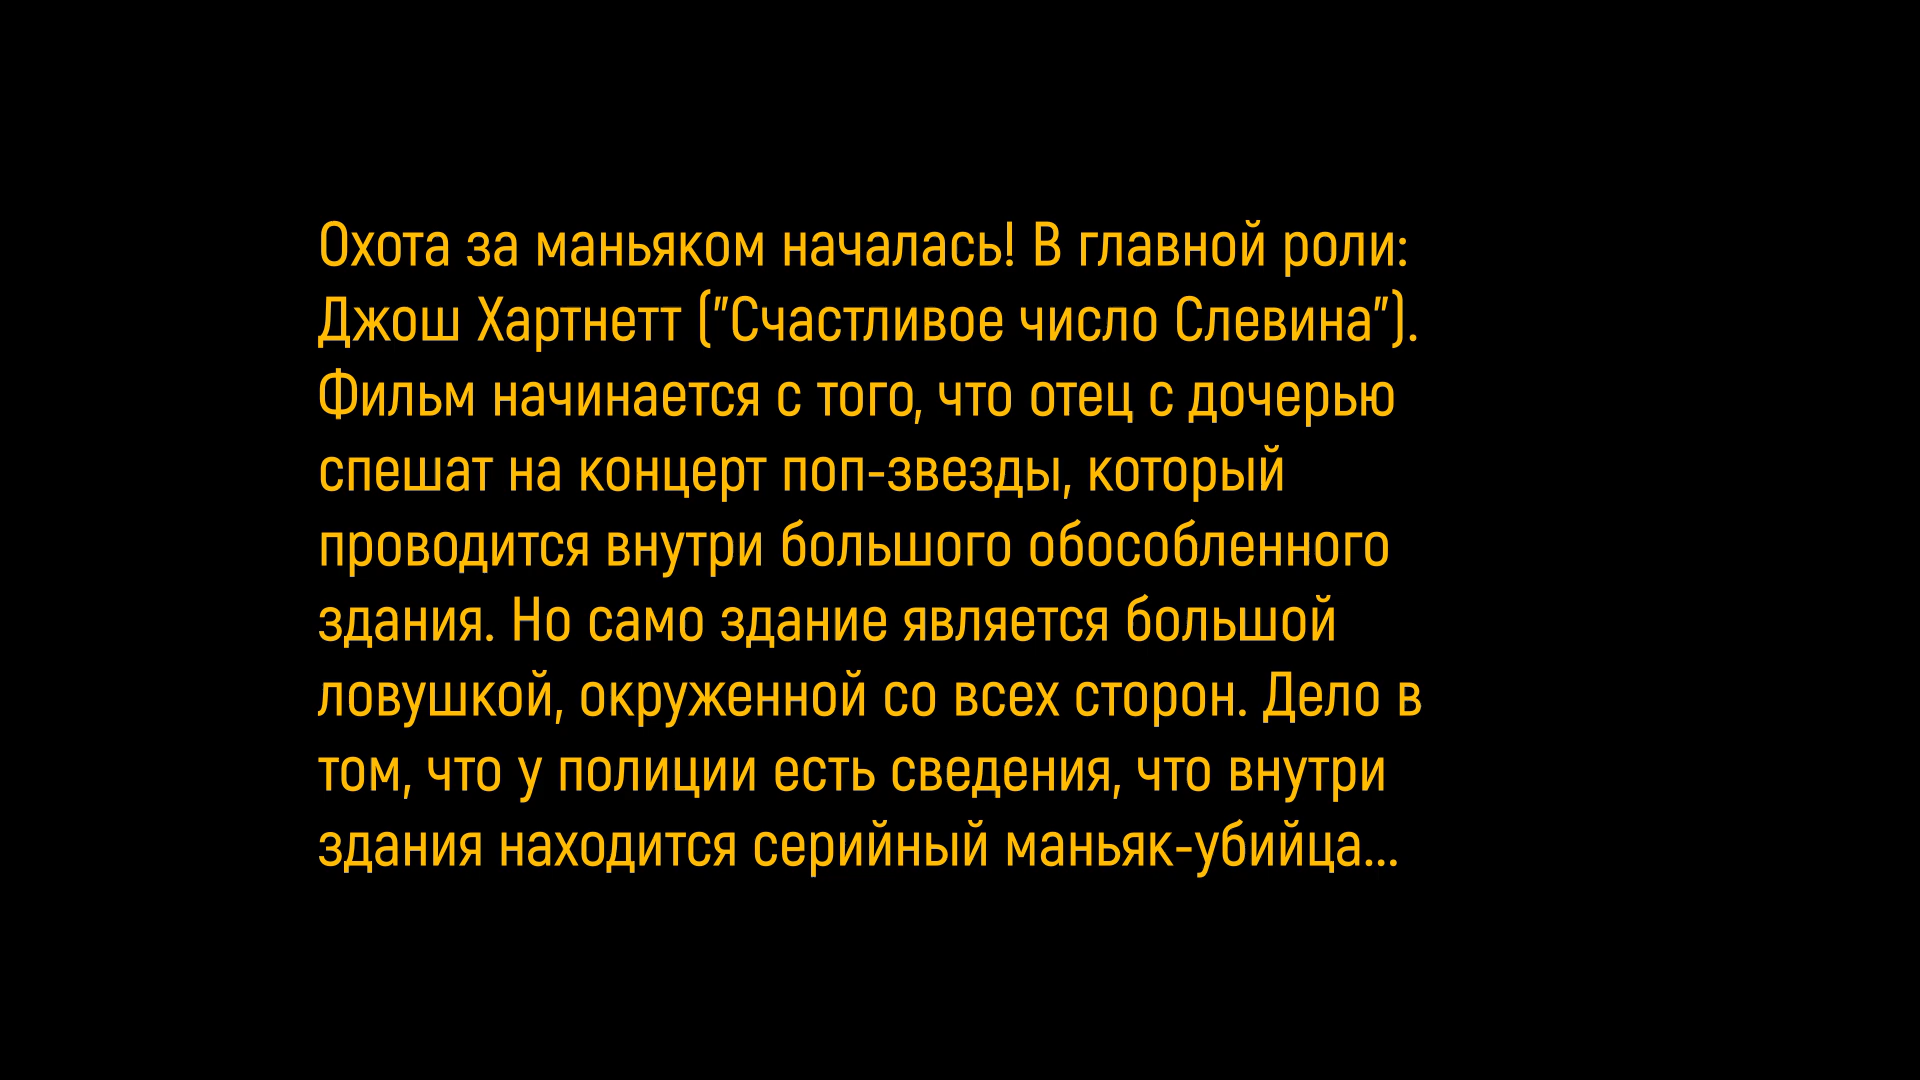 Охота за маньяком началась! В главной роли:
Джош Хартнетт ("Счастливое число Слевина").
Фильм начинается с того, что отец с дочерью
спешат на концерт поп-звезды, который
проводится внутри большого обособленного
здания. Но само здание является большой
ловушкой, окруженной со всех сторон. Дело в
том, что у полиции есть сведения, что внутри
здания находится серийный маньяк-убийца...